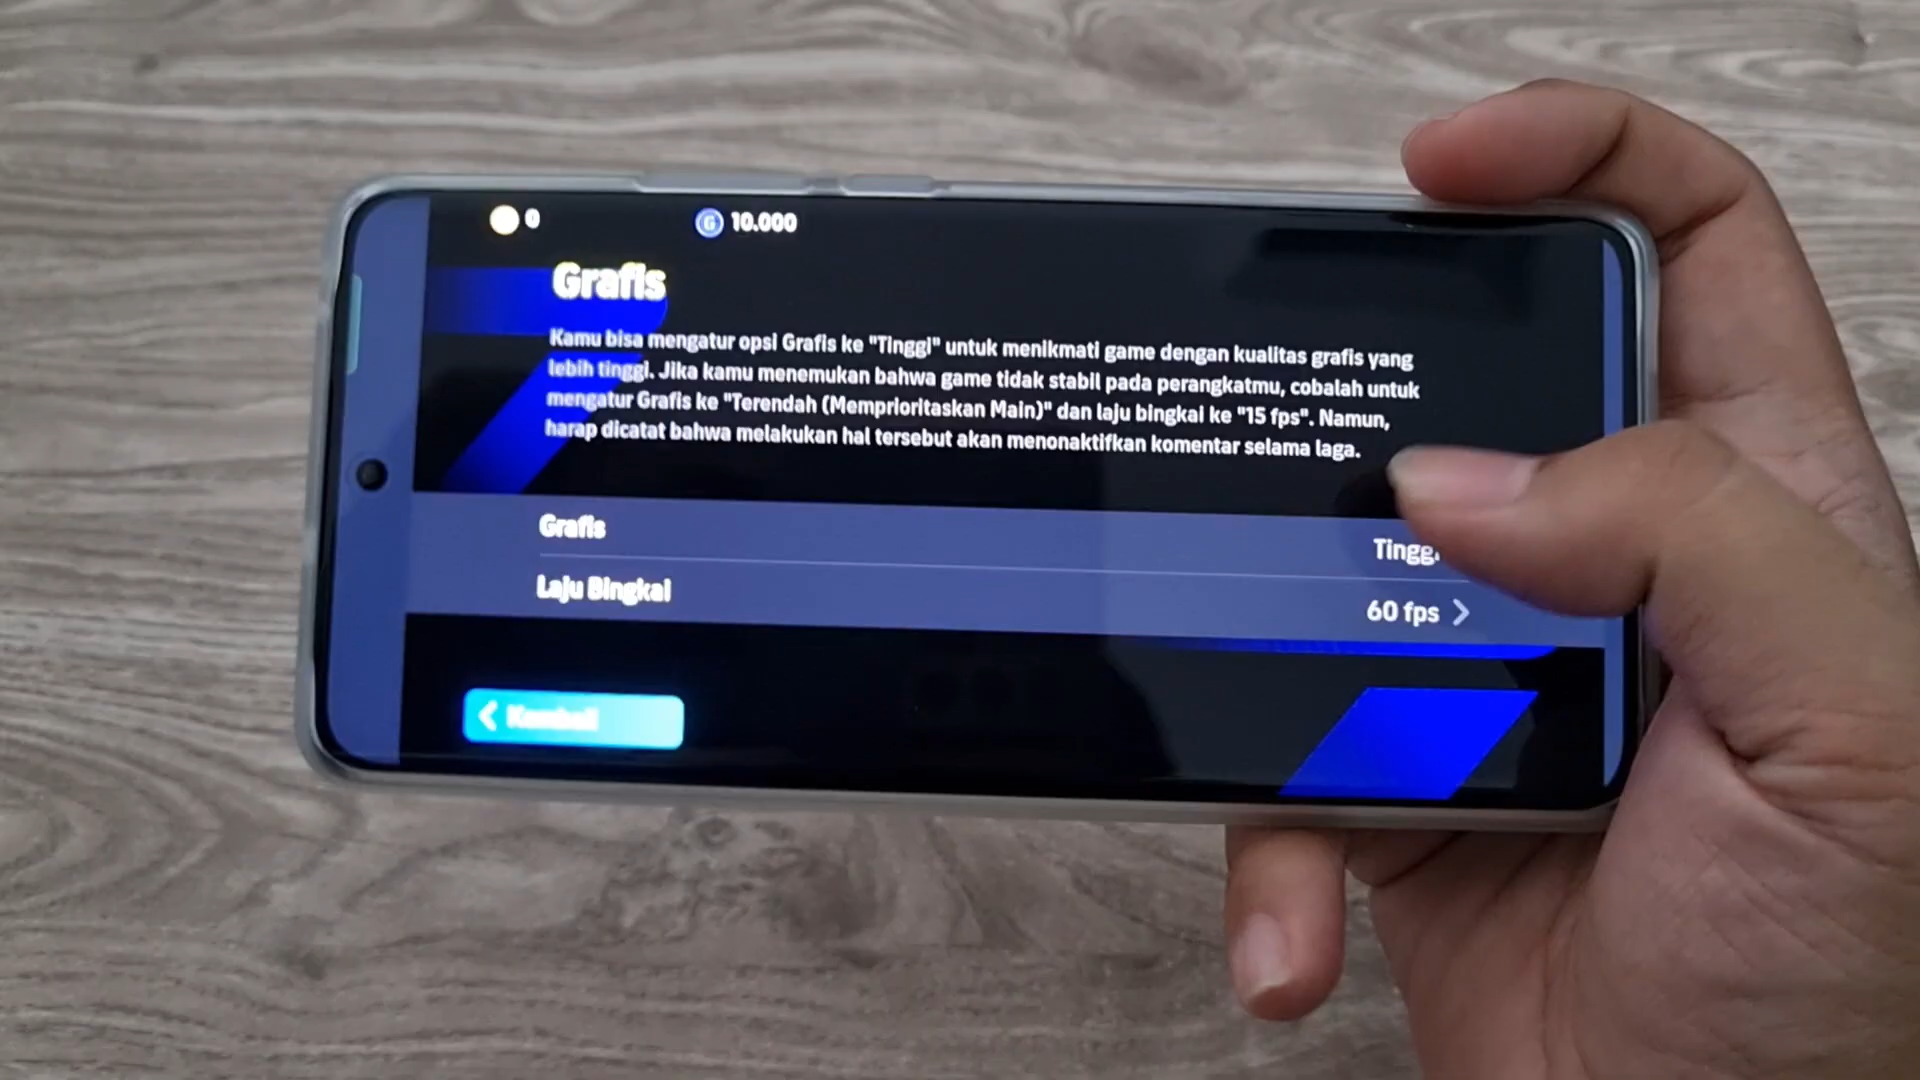 0
10.000
Grafis
Kamu bisa mengatur opsi Grafis ke "Tinggi" untuk menikmati game dengan kualitas grafis yang
lebih tinggi. Jika kamu menemukan bahwa game tidak stabil pada perangkatmu, cobalah untuk
mengatur Grafis ke "Terendah (Memprioritaskan Main)" dan laju bingkai ke "15 fps". Namun,
harap dicatat bahwa melakukan hal tersebut akan menonaktifkan komentar selama laga.
Grafis
Tinggi
Laju Bingkai
60 fps
Kembali